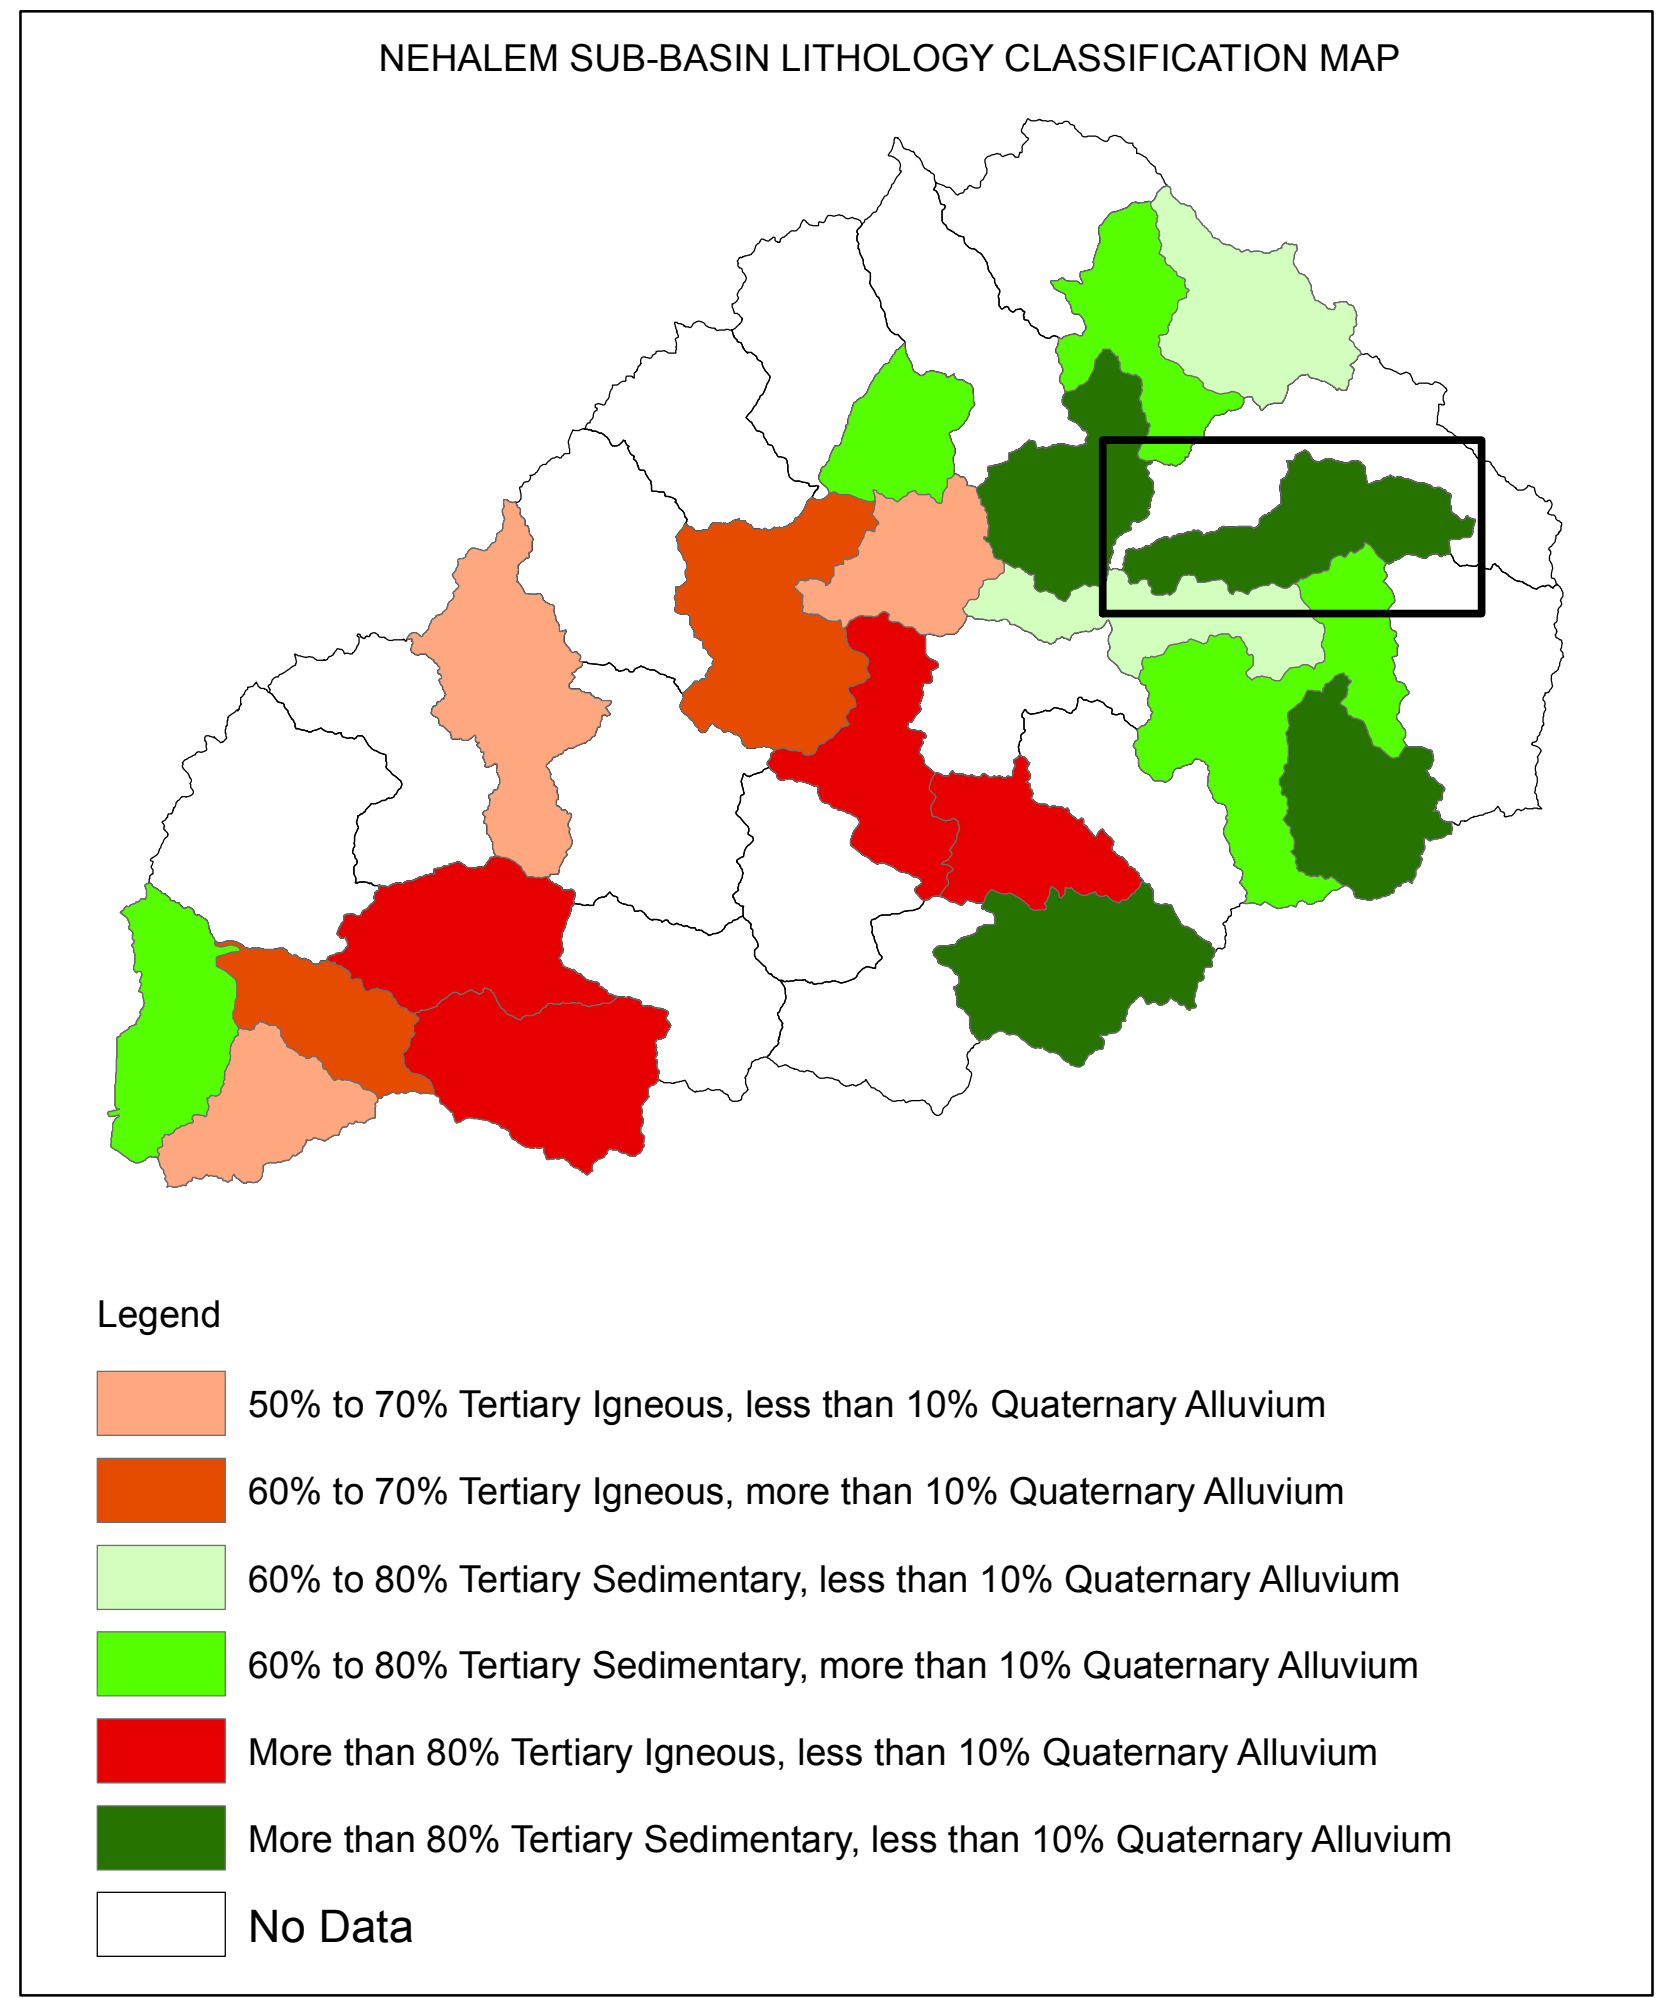 NEHALEM SUB-BASIN LITHOLOGY CLASSIFICATION MAP
Legend
50% to 70% Tertiary Igneous, less than 10% Quaternary Alluvium
60% to 70% Tertiary Igneous, more than 10% Quaternary Alluvium
60% to 80% Tertiary Sedimentary, less than 10% Quaternary Alluvium
60% to 80% Tertiary Sedimentary, more than 10% Quaternary Alluvium
More than 80% Tertiary Igneous, less than 10% Quaternary Alluvium
More than 80% Tertiary Sedimentary, less than 10% Quaternary Alluvium
No Data